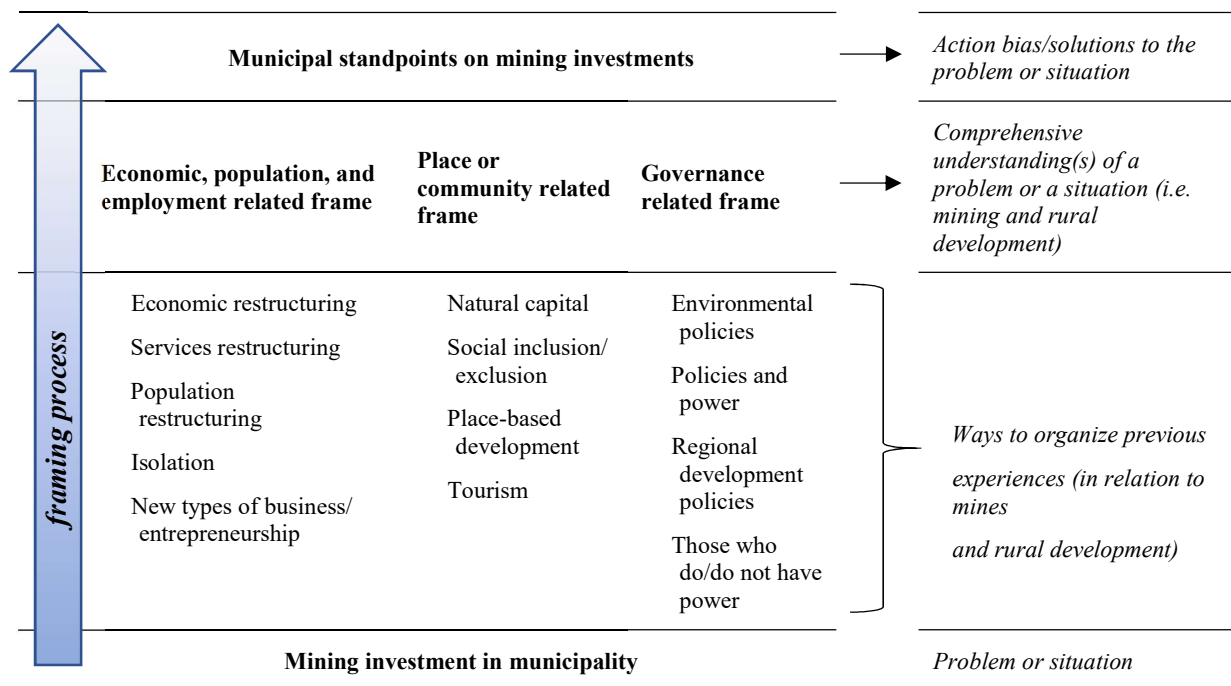 framing process
Municipal standpoints on mining investments
Action bias/solutions to the
problem or situation
Economic, population, and
employment related frame
Place or
community related
frame
Governance
related frame
Comprehensive
understanding(s) of a
problem or a situation (i.e.
mining and rural
development)
Economic restructuring
Services restructuring
Population
restructuring
Isolation
New types of business/
entrepreneurship
Natural capital
Social inclusion/
exclusion
Place-based
development
Tourism
Environmental
policies
Policies and
power
Regional
development
policies
Those who
do/do not have
power
Ways to organize previous
experiences (in relation to
mines
and rural development)
Mining investment in municipality
Problem or situation